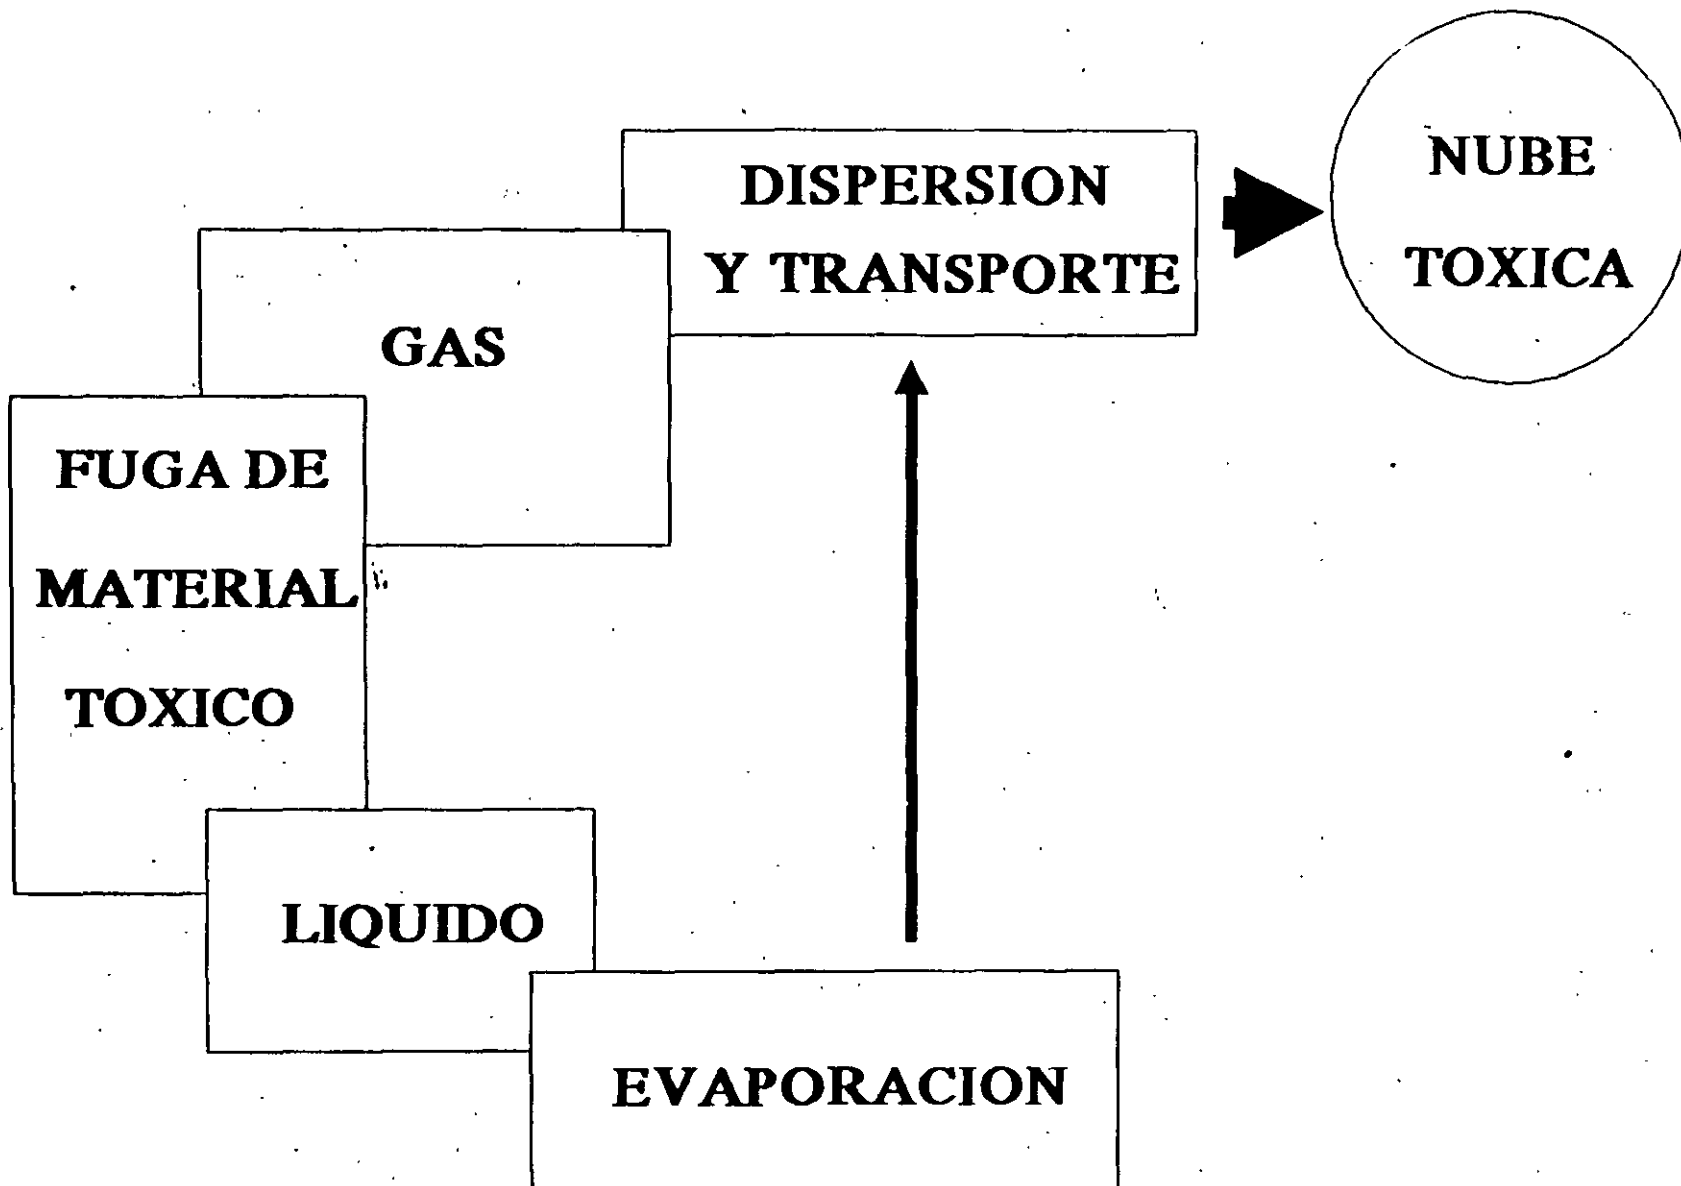 DISPERSION
Y TRANSPORTE
NUBE
TOXICA
GAS
FUGA DE
MATERIAL
TOXICO
LIQUIDO
EVAPORACION